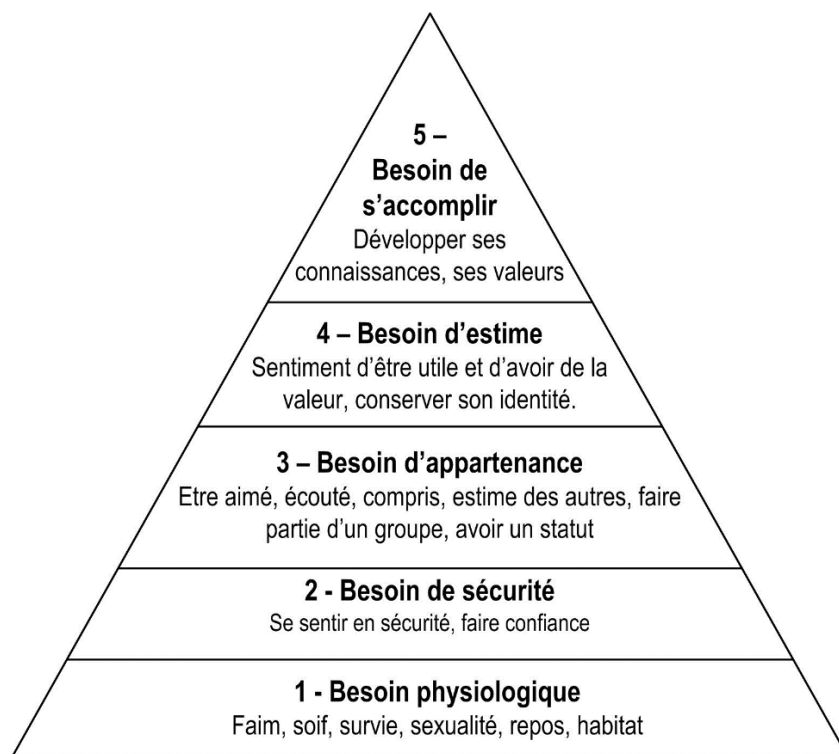 5 –
Besoin de
s’accomplir
Développer ses
connaissances, ses valeurs
4 – Besoin d’estime
Sentiment d’être utile et d’avoir de la
valeur, conserver son identité.
3 – Besoin d’appartenance
Etre aimé, écouté, compris, estime des autres, faire
partie d’un groupe, avoir un statut
2 - Besoin de sécurité
Se sentir en sécurité, faire confiance
1 - Besoin physiologique
Faim, soif, survie, sexualité, repos, habitat